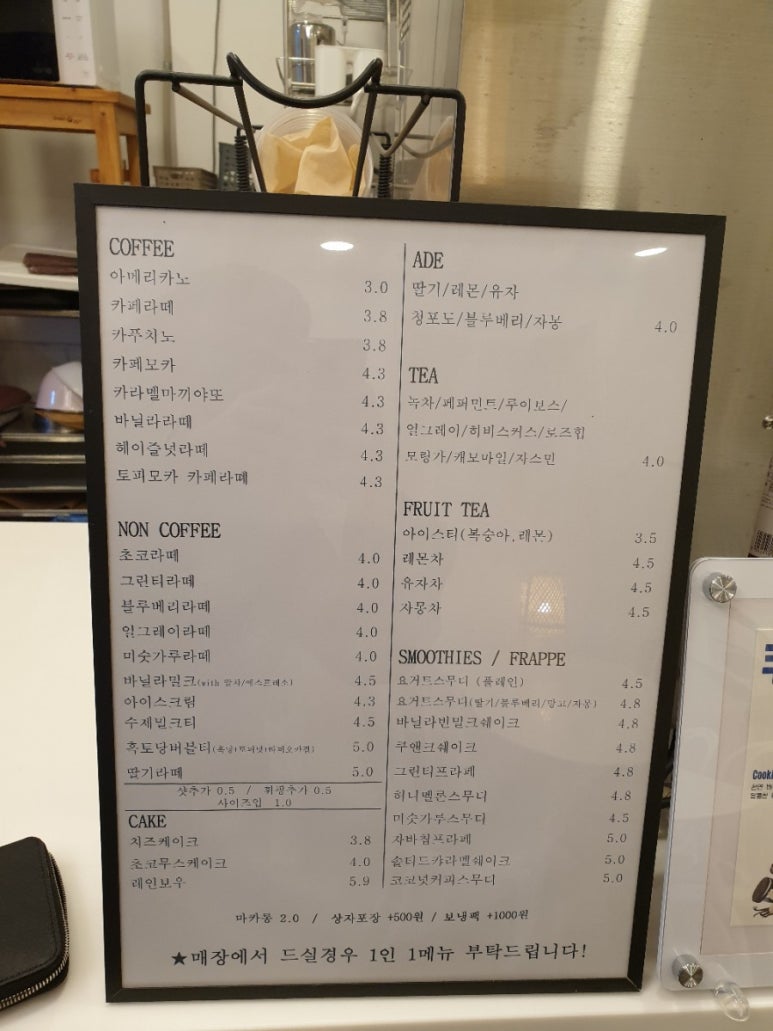 COFFEE
아메리카노 3.0
카페라떼 3.8
카푸치노 3.8
카페모카 4.3
카라멜마끼야또 4.3
바닐라라떼 4.3
헤이즐넛라떼 4.3
토피모카 카페라떼 4.3
NON COFFEE
초코라떼 4.0
그린티라떼 4.0
블루베리라떼 4.0
얼그레이라떼 4.0
미숫가루라떼 4.0
바닐라밀크(with 말차/에스프레소) 4.5
아이스크림 4.3
수제밀크티 4.5
흑토당버블티 5.0
딸기라떼 5.0
샷추가 0.5 / 휘핑추가 0.5
사이즈업 1.0
CAKE
치즈케이크 3.8
초코무스케이크 4.0
레인보우 5.9
ADE
딸기/레몬/유자
청포도/블루베리/자몽 4.0
TEA
녹차/페퍼민트/루이보스/
얼그레이/히비스커스/로즈힙
모링가/캐모마일/자스민 4.0
FRUIT TEA
아이스티(복숭아,레몬) 3.5
레몬차 4.5
유자차 4.5
자몽차 4.5
SMOOTHIES / FRAPPE
요거트스무디 (플레인) 4.5
요거트스무디(딸기/블루베리/망고/자몽) 4.8
바닐라빈밀크쉐이크 4.8
쿠앤크쉐이크 4.8
그린티프라페 4.8
허니멜론스무디 4.8
미숫가루스무디 4.5
자바칩프라페 5.0
솔티드캬라멜쉐이크 5.0
코코넛커피스무디 5.0
마카롱 2.0 / 상자포장 +500원 / 보냉팩 +1000원
★매장에서 드실경우 1인 1메뉴 부탁드립니다!